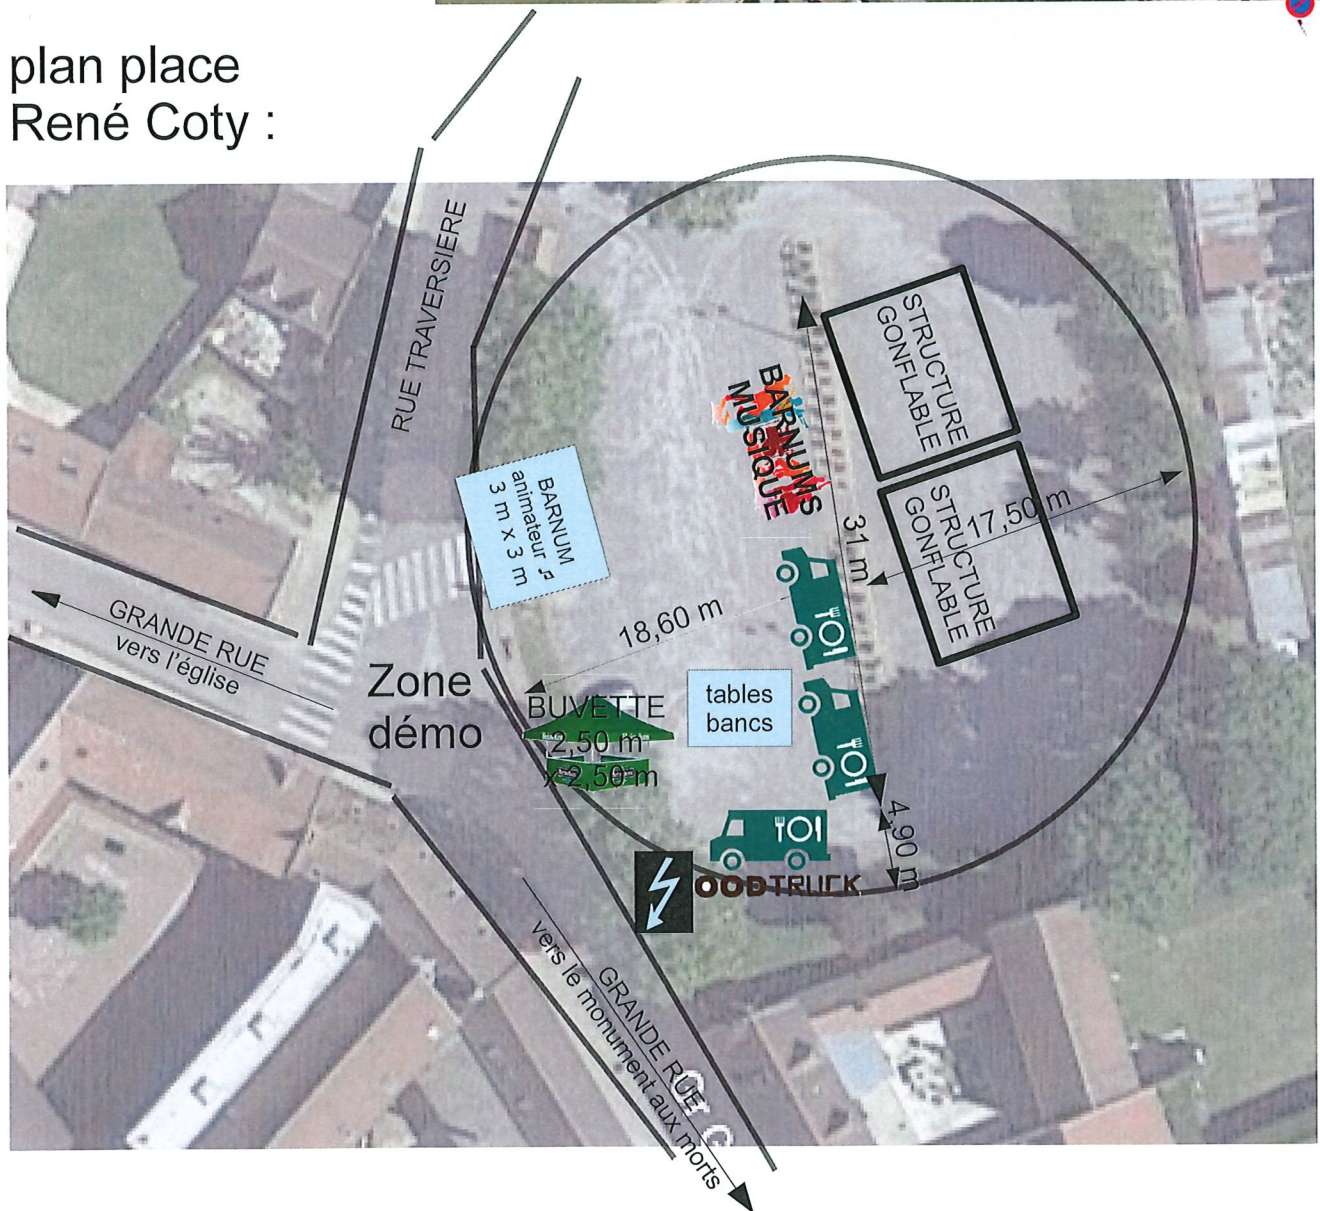 plan place
René Coty :
RUE TRAVERSIERE
STRUCTURE
GONFLABLE
BARNUMS
MUSIQUE
STRUCTURE
GONFLABLE
17,50 m
31 m
BARNUM
animateur ♫
3 m x 3 m
18,60 m
GRANDE RUE
vers l'église
Zone
démo
BUVETTE
2,50 m
x 2,50 m
tables
bancs
4,90 m
OODTRUCK
GRANDE RUE
vers le monument aux morts